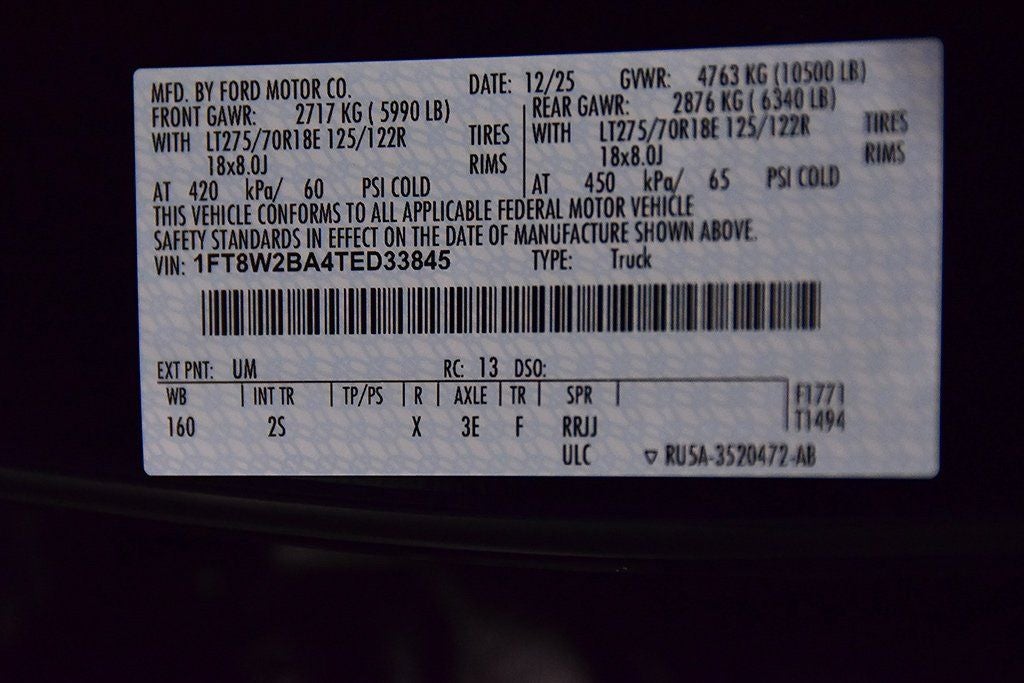 MFD. BY FORD MOTOR CO. DATE: 12/25 GVWR: 4763 KG (10500 LB)
FRONT GAWR: 2717 KG ( 5990 LB) REAR GAWR: 2876 KG ( 6340 LB)
WITH LT275/70R18E 125/122R TIRES WITH LT275/70R18E 125/122R TIRES
18x8.0J RIMS 18x8.0J RIMS
AT 420 kPa/ 60 PSI COLD AT 450 kPa/ 65 PSI COLD
THIS VEHICLE CONFORMS TO ALL APPLICABLE FEDERAL MOTOR VEHICLE
SAFETY STANDARDS IN EFFECT ON THE DATE OF MANUFACTURE SHOWN ABOVE.
VIN: 1FT8W2BA4TED33845 TYPE: Truck
EXT PNT: UM RC: 13 DSO:
WB INT TR TP/PS R AXLE TR SPR F1771
160 2S X 3E F RRJJ T1494
ULC ▽ RU5A-3520472-AB